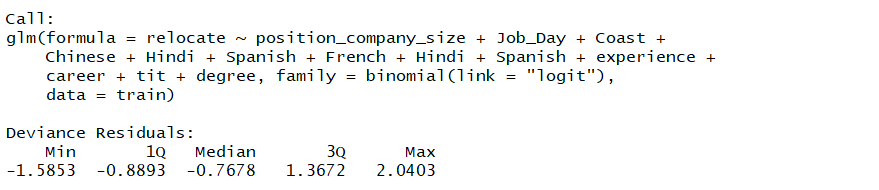 Call:
glm(formula = relocate ~ position_company_size + Job_Day + Coast +
    Chinese + Hindi + Spanish + French + Hindi + Spanish + experience +
    career + tit + degree, family = binomial(link = "logit"),
    data = train)

Deviance Residuals:
    Min       1Q   Median       3Q      Max
-1.5853  -0.8893  -0.7678   1.3672   2.0403